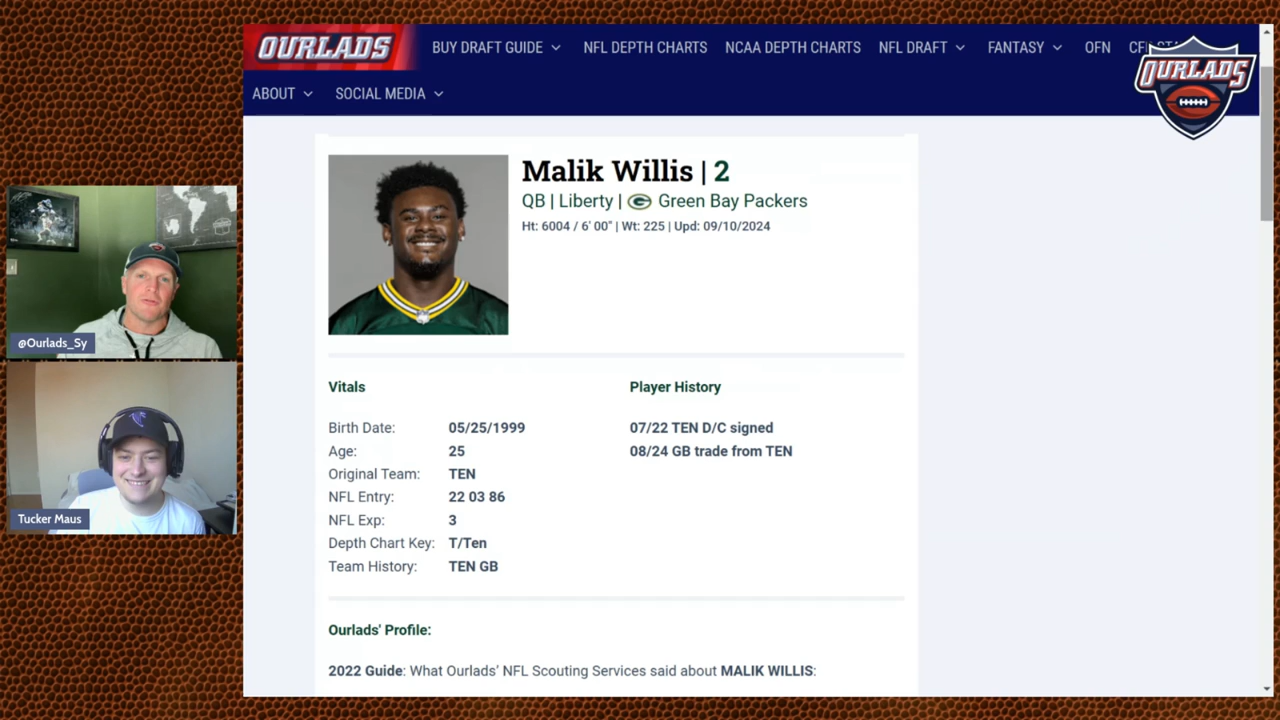 OURLADS
BUY DRAFT GUIDE
NFL DEPTH CHARTS
NCAA DEPTH CHARTS
NFL DRAFT
FANTASY
OFN
OURLADS
ABOUT
SOCIAL MEDIA
Malik Willis | 2
QB | Liberty | G Green Bay Packers
Ht: 6004 / 6' 00" | Wt: 225 | Upd: 09/10/2024
@Ourlads_Sy
Tucker Maus
Vitals
Birth Date: 05/25/1999
Age: 25
Original Team: TEN
NFL Entry: 22 03 86
NFL Exp: 3
Depth Chart Key: T/Ten
Team History: TEN GB
Player History
07/22 TEN D/C signed
08/24 GB trade from TEN
Ourlads' Profile:
2022 Guide: What Ourlads’ NFL Scouting Services said about MALIK WILLIS: